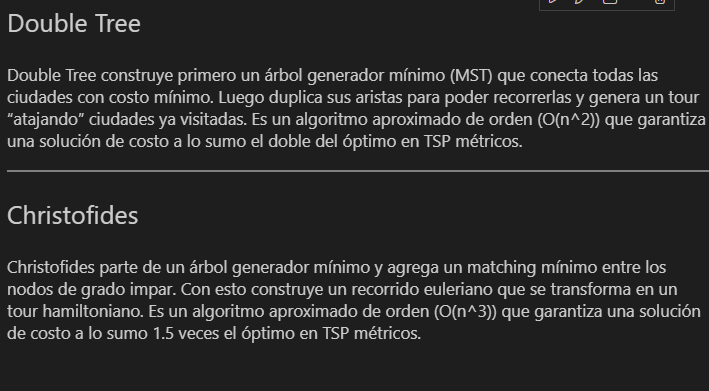 Double Tree
Double Tree construye primero un árbol generador mínimo (MST) que conecta todas las
ciudades con costo mínimo. Luego duplica sus aristas para poder recorrerlas y genera un tour
“atajando” ciudades ya visitadas. Es un algoritmo aproximado de orden (O(n^2)) que garantiza
una solución de costo a lo sumo el doble del óptimo en TSP métricos.
Christofides
Christofides parte de un árbol generador mínimo y agrega un matching mínimo entre los
nodos de grado impar. Con esto construye un recorrido euleriano que se transforma en un
tour hamiltoniano. Es un algoritmo aproximado de orden (O(n^3)) que garantiza una solución
de costo a lo sumo 1.5 veces el óptimo en TSP métricos.